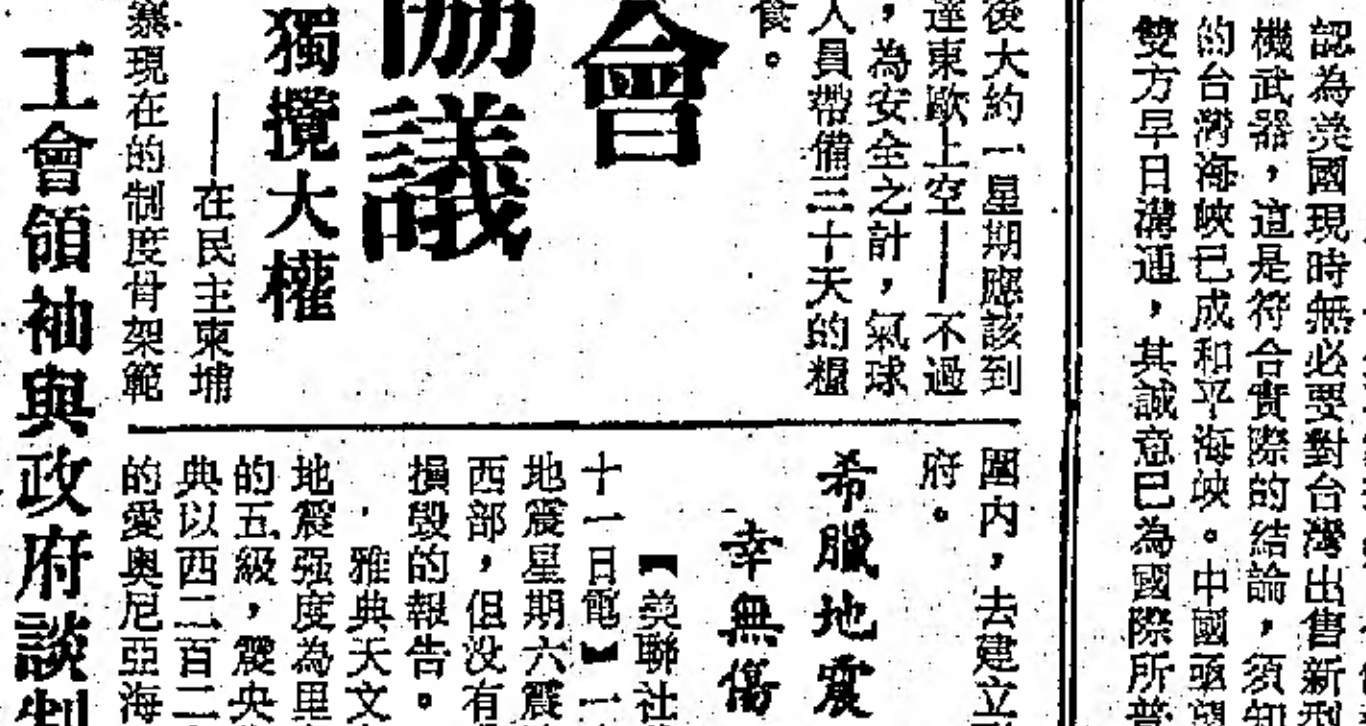 認為美國現時無必要對台灣出售新型
機武器，這是符合實際的結論，須知
的台灣海峽已成和平海峽。中國亟望
雙方早日溝通，其誠意已為國際所普
後大約一星期應該到
達東歐上空——不過
，為安全之計，氣球
人員帶備三十天的糧
食。
會
協議
獨攬大權
——在民主柬埔
寨現在的制度骨架範
圍內，去建立
府。
希臘地震
幸無傷
【美聯社
十一日電】一
地震星期六震
西部，但没有
損毀的報告。
雅典天文
地震强度為里
的五級，震央
典以西二百二
的愛奧尼亞海
工會領袖與政府談判